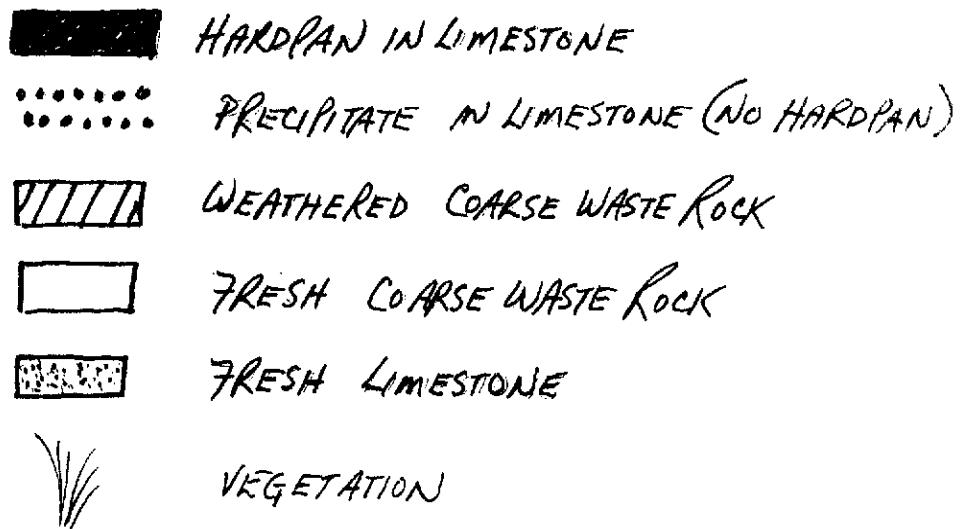 HARDPAN IN LIMESTONE
PRECIPITATE IN LIMESTONE (NO HARDPAN)
WEATHERED COARSE WASTE ROCK
FRESH COARSE WASTE ROCK
FRESH LIMESTONE
VEGETATION